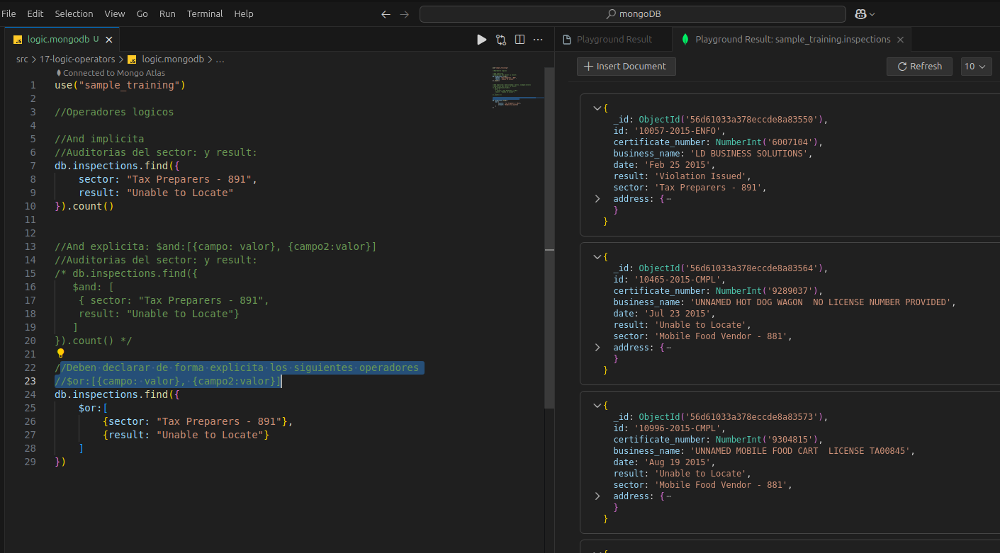 File Edit Selection View Go Run Terminal Help
mongoDB
logic.mongodb U
Playground Result
Playground Result: sample_training.inspections
src > 17-logic-operators > JS logic.mongodb > ...
Insert Document
Refresh
10
Connected to Mongo Atlas
1 use("sample_training")
2
3 //Operadores logicos
4
5 //And implicita
6 //Auditorias del sector: y result:
7 db.inspections.find({
8 sector: "Tax Preparers - 891",
9 result: "Unable to Locate"
10 }).count()
11
12
13 //And explicita: $and:[{campo: valor}, {campo2:valor}]
14 //Auditorias del sector: y result:
15 /* db.inspections.find({
16 $and: [
17 { sector: "Tax Preparers - 891",
18 result: "Unable to Locate"}
19 ]
20 }).count() */
21
22 //Deben declarar de forma explicita los siguientes operadores
23 //$or:[{campo: valor}, {campo2:valor}]
24 db.inspections.find({
25 $or:[
26 {sector: "Tax Preparers - 891"},
27 {result: "Unable to Locate"}
28 ]
29 })
{
_id: ObjectId('56d61033a378eccde8a83550'),
id: '10057-2015-ENFO',
certificate_number: NumberInt('6007104'),
business_name: 'LD BUSINESS SOLUTIONS',
date: 'Feb 25 2015',
result: 'Violation Issued',
sector: 'Tax Preparers - 891',
address: {⋯
}
}
{
_id: ObjectId('56d61033a378eccde8a83564'),
id: '10465-2015-CMPL',
certificate_number: NumberInt('9289037'),
business_name: 'UNNAMED HOT DOG WAGON  NO LICENSE NUMBER PROVIDED',
date: 'Jul 23 2015',
result: 'Unable to Locate',
sector: 'Mobile Food Vendor - 881',
address: {⋯
}
}
{
_id: ObjectId('56d61033a378eccde8a83573'),
id: '10996-2015-CMPL',
certificate_number: NumberInt('9304815'),
business_name: 'UNNAMED MOBILE FOOD CART  LICENSE TA00845',
date: 'Aug 19 2015',
result: 'Unable to Locate',
sector: 'Mobile Food Vendor - 881',
address: {⋯
}
}